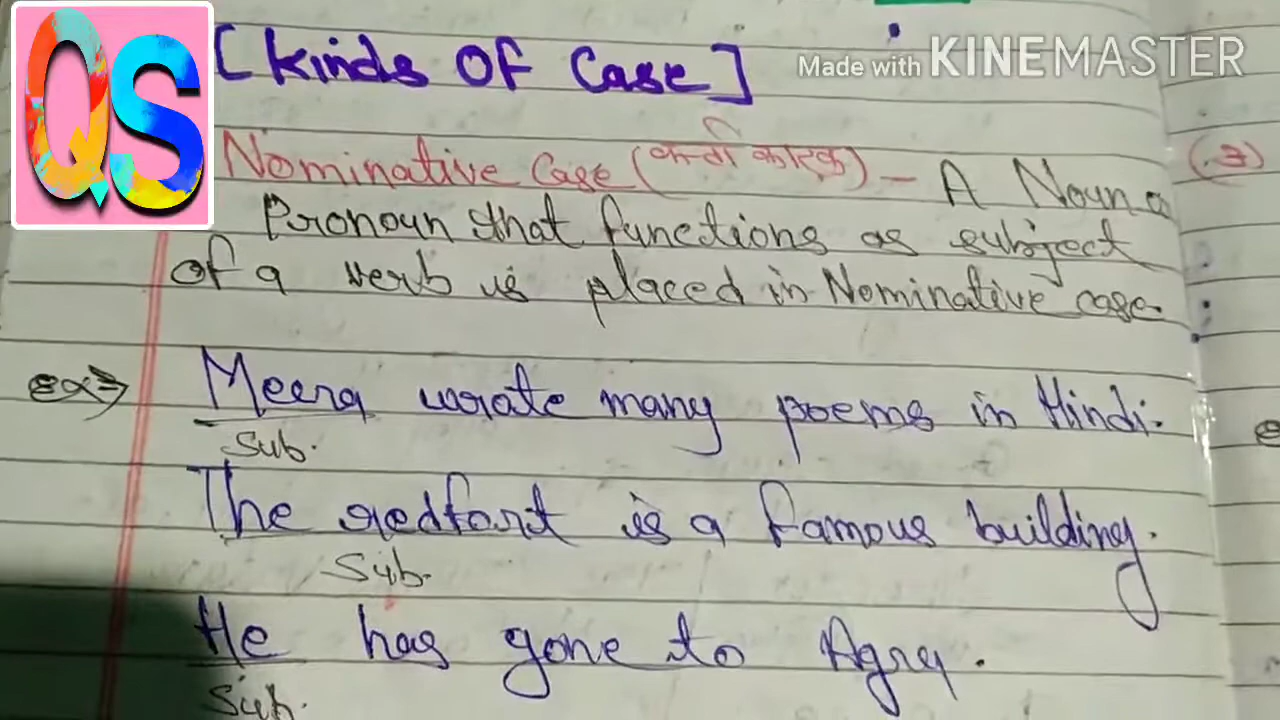 QS
[Kinds Of Case]
Made with KINEMASTER
Nominative Case (कर्ता कारक) - A Noun or
Pronoun that functions as subject
of a verb is placed in Nominative case.
ex⇒ Meera wrote many poems in Hindi.
Sub.
The redfort is a famous building.
Sub.
He has gone to Agra.
Sub.